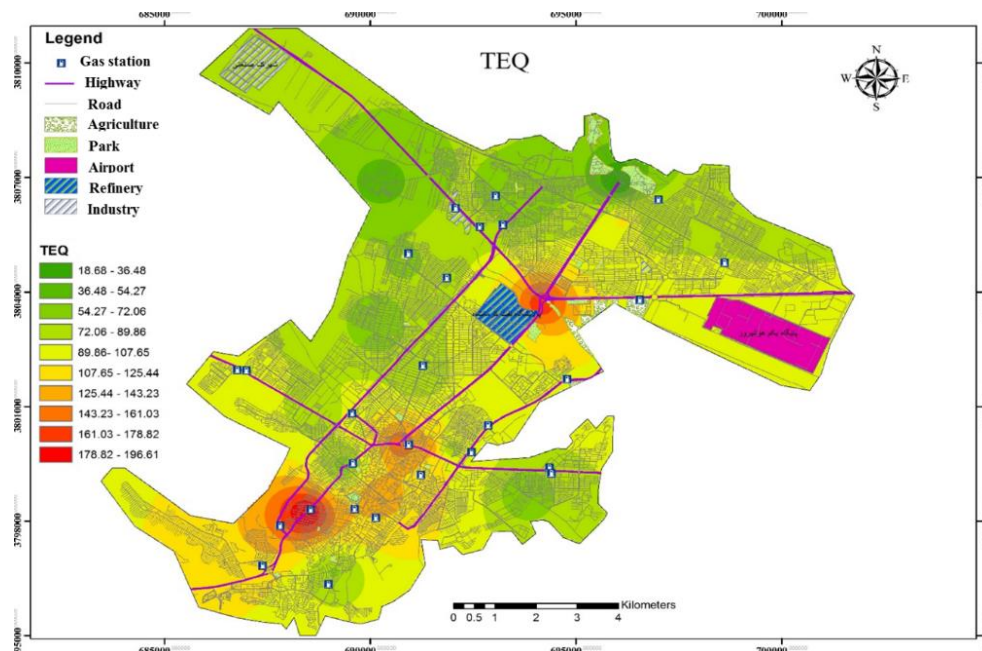 685000 690000 695000 700000
Legend
Gas station
Highway
Road
Agriculture
Park
Airport
Refinery
Industry
TEQ
18.68 - 36.48
36.48 - 54.27
54.27 - 72.06
72.06 - 89.86
89.86- 107.65
107.65 - 125.44
125.44 - 143.23
143.23 - 161.03
161.03 - 178.82
178.82 - 196.61
TEQ
N
W E
S
3810000
3807000
3804000
3801000
3798000
Kilometers
0 0.5 1 2 3 4
685000 690000 695000